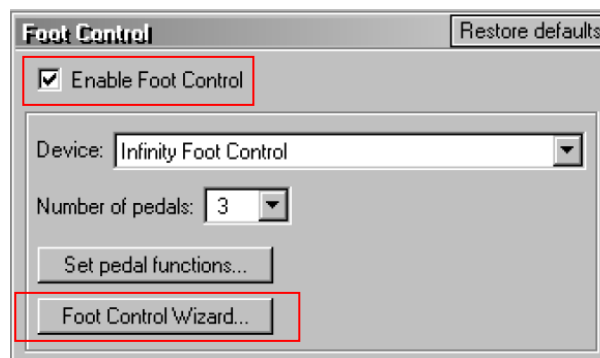 Foot Control
Restore defaults
Enable Foot Control
Device: Infinity Foot Control
Number of pedals: 3
Set pedal functions...
Foot Control Wizard...